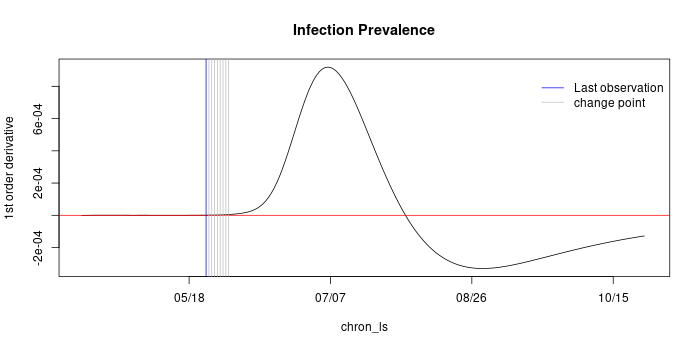 Infection Prevalence
1st order derivative
6e-04
2e-04
-2e-04
Last observation
change point
05/18
07/07
08/26
10/15
chron_ls